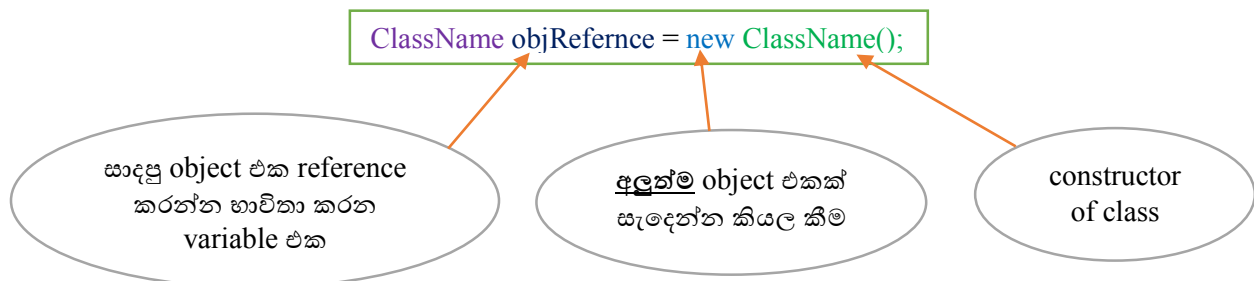 ClassName objRefernce = new ClassName();
සාදපු object එක reference
කරන්න භාවිතා කරන
variable එක
අලුත්ම object එකක්
සැදෙන්න කියල කීම
constructor
of class